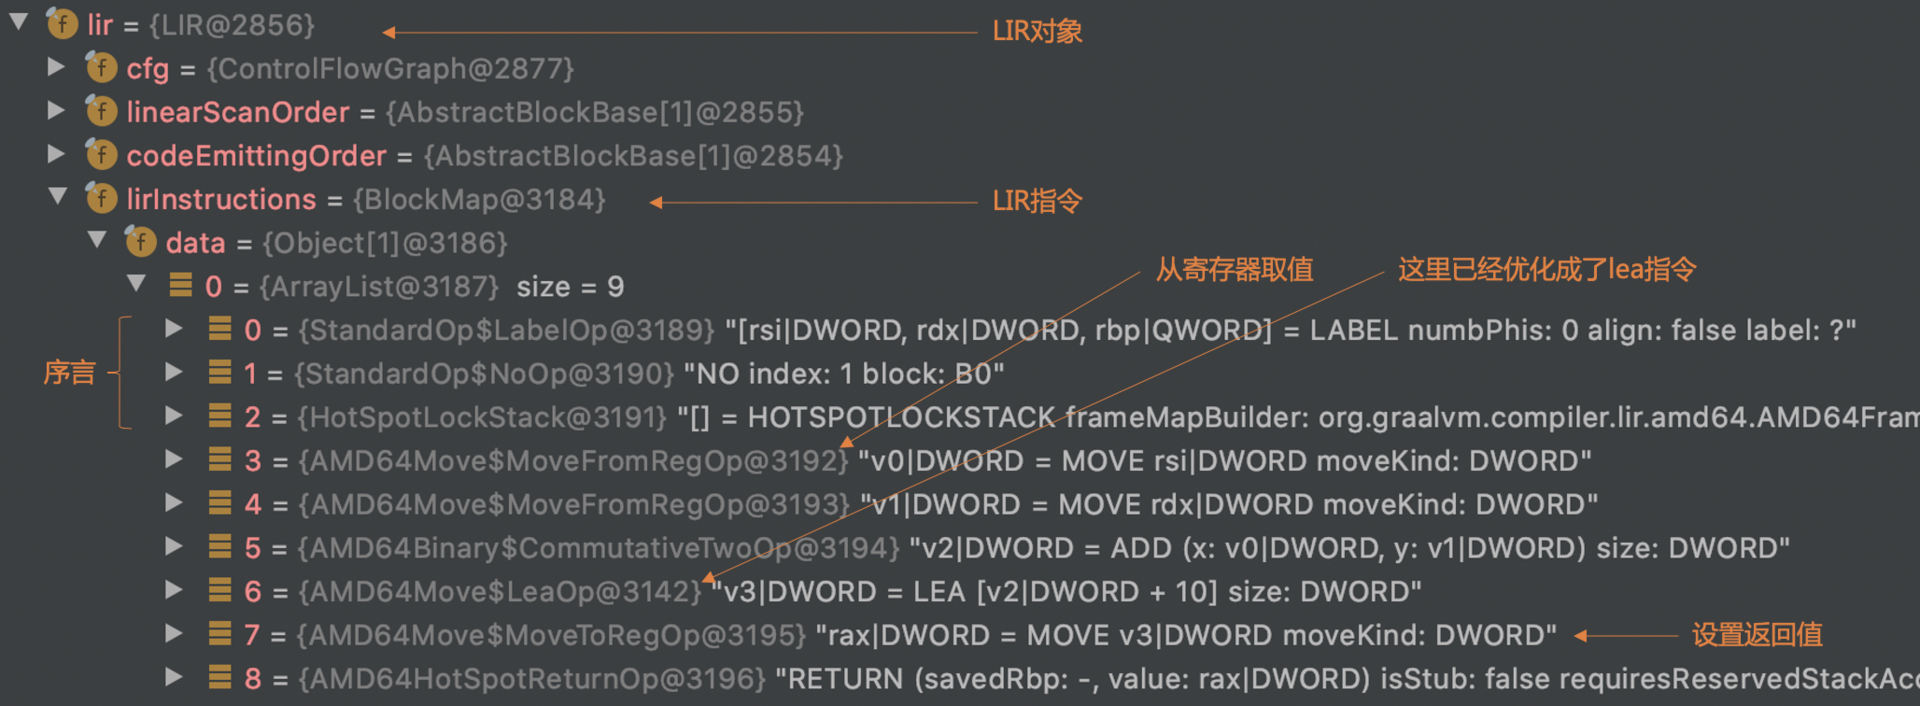 lir = {LIR@2856} LIR对象
cfg = {ControlFlowGraph@2877}
linearScanOrder = {AbstractBlockBase[1]@2855}
codeEmittingOrder = {AbstractBlockBase[1]@2854}
lirInstructions = {BlockMap@3184} LIR指令
data = {Object[1]@3186}
从寄存器取值 这里已经优化成了lea指令
0 = {ArrayList@3187} size = 9
0 = {StandardOp$LabelOp@3189} "[rsi|DWORD, rdx|DWORD, rbp|QWORD] = LABEL numbPhis: 0 align: false label: ?"
序言 1 = {StandardOp$NoOp@3190} "NO index: 1 block: B0"
2 = {HotSpotLockStack@3191} "[] = HOTSPOTLOCKSTACK frameMapBuilder: org.graalvm.compiler.lir.amd64.AMD64Fram
3 = {AMD64Move$MoveFromRegOp@3192} "v0|DWORD = MOVE rsi|DWORD moveKind: DWORD"
4 = {AMD64Move$MoveFromRegOp@3193} "v1|DWORD = MOVE rdx|DWORD moveKind: DWORD"
5 = {AMD64Binary$CommutativeTwoOp@3194} "v2|DWORD = ADD (x: v0|DWORD, y: v1|DWORD) size: DWORD"
6 = {AMD64Move$LeaOp@3142} "v3|DWORD = LEA [v2|DWORD + 10] size: DWORD"
7 = {AMD64Move$MoveToRegOp@3195} "rax|DWORD = MOVE v3|DWORD moveKind: DWORD" 设置返回值
8 = {AMD64HotSpotReturnOp@3196} "RETURN (savedRbp: -, value: rax|DWORD) isStub: false requiresReservedStackAcc